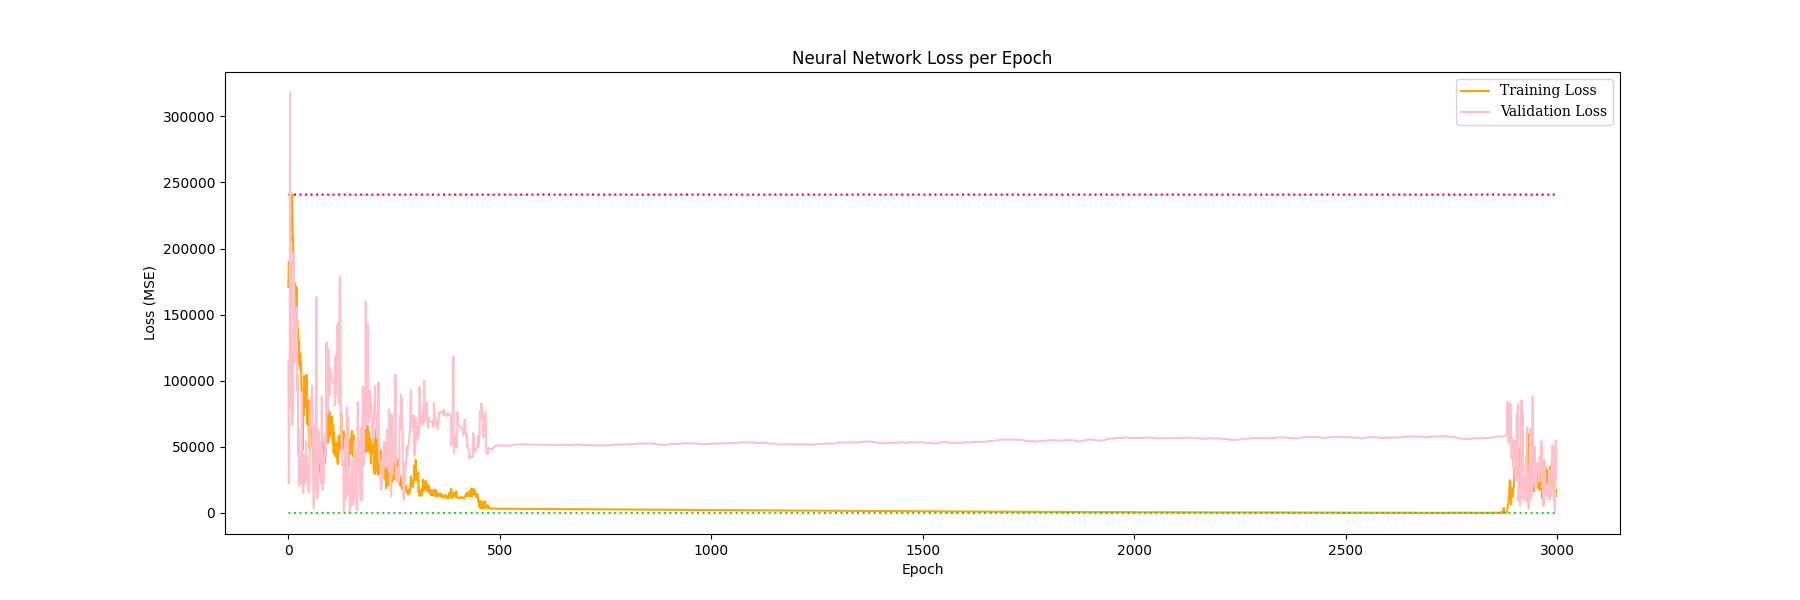 Neural Network Loss per Epoch
Training Loss
Validation Loss
300000
250000
200000
150000
100000
50000
0
Loss (MSE)
0 500 1000 1500 2000 2500 3000
Epoch